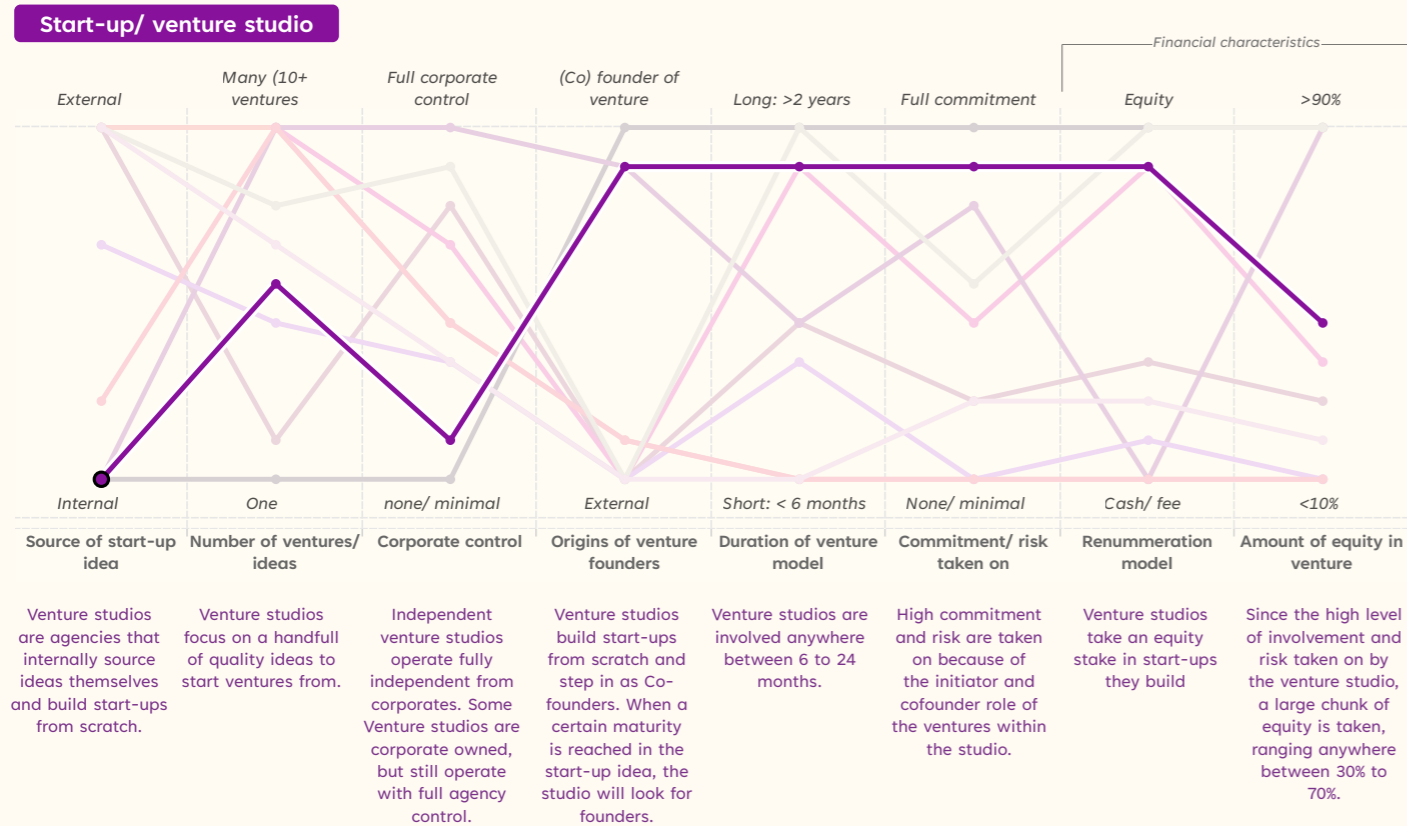 Start-up/ venture studio
Financial characteristics
External
Many (10+
ventures
Full corporate
control
(Co) founder of
venture
Long: >2 years
Full commitment
Equity
>90%
Internal
One
none/ minimal
External
Short: < 6 months
None/ minimal
Cash/ fee
<10%
Source of start-up
idea
Number of ventures/
ideas
Corporate control
Origins of venture
founders
Duration of venture
model
Commitment/ risk
taken on
Renummeration
model
Amount of equity in
venture
Venture studios
are agencies that
internally source
ideas themselves
and build start-ups
from scratch.
Venture studios
focus on a handfull
of quality ideas to
start ventures from.
Independent
venture studios
operate fully
independent from
corporates. Some
Venture studios are
corporate owned,
but still operate
with full agency
control.
Venture studios
build start-ups
from scratch and
step in as Co-
founders. When a
certain maturity
is reached in the
start-up idea, the
studio will look for
founders.
Venture studios are
involved anywhere
between 6 to 24
months.
High commitment
and risk are taken
on because of
the initiator and
cofounder role of
the ventures within
the studio.
Venture studios
take an equity
stake in start-ups
they build
Since the high level
of involvement and
risk taken on by
the venture studio,
a large chunk of
equity is taken,
ranging anywhere
between 30% to
70%.